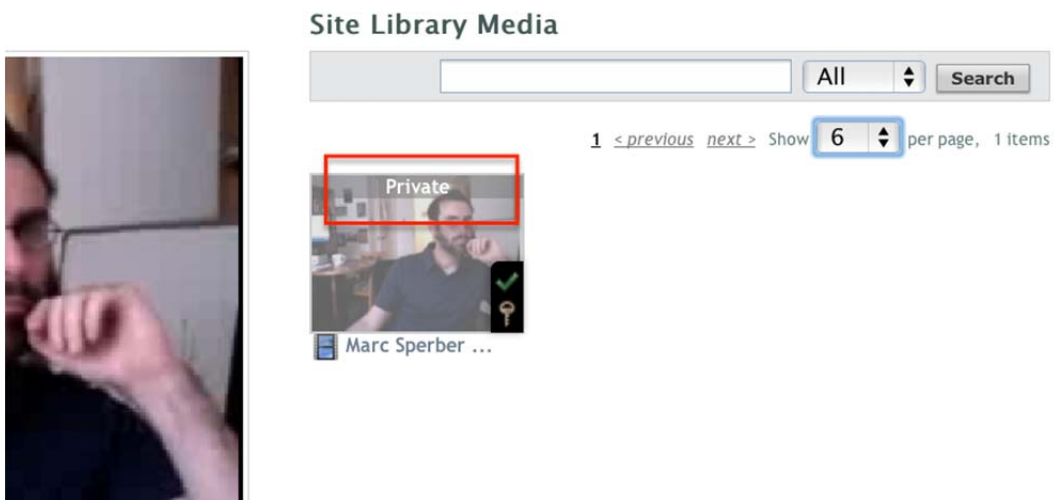 Site Library Media
All Search
1 < previous next > Show 6 per page, 1 items
Private
Marc Sperber ...